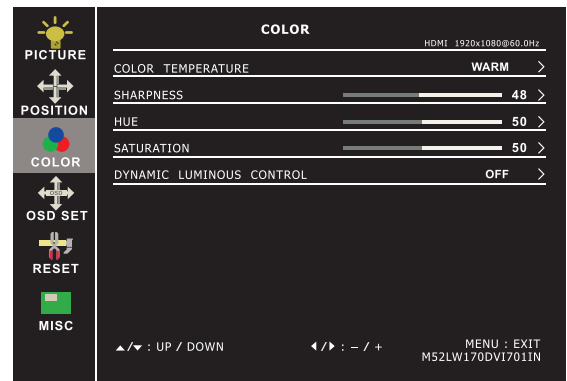 PICTURE
POSITION
COLOR
OSD
OSD SET
RESET
MISC
COLOR
HDMI 1920x1080@60.0Hz
COLOR TEMPERATURE WARM
SHARPNESS 48
HUE 50
SATURATION 50
DYNAMIC LUMINOUS CONTROL OFF
▲/▼ : UP / DOWN ◀/▶ : – / + MENU : EXIT
M52LW170DVI701IN